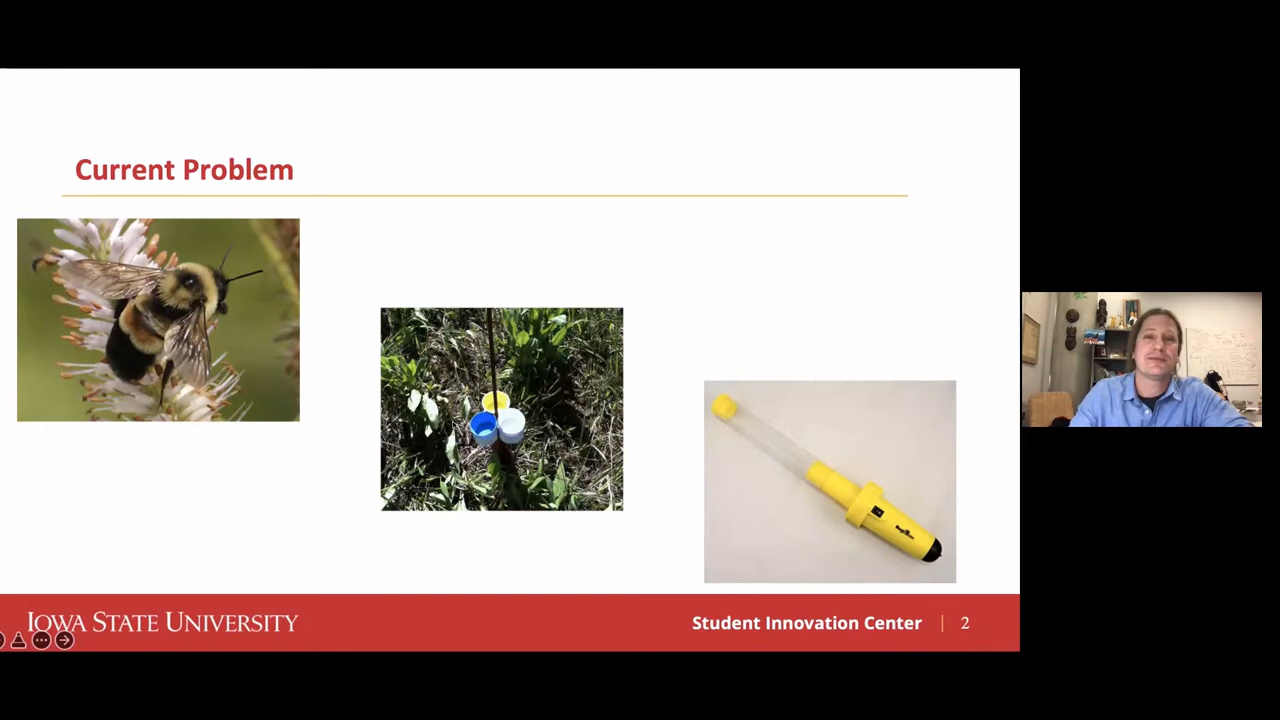 Current Problem
IOWA STATE UNIVERSITY
Student Innovation Center | 2